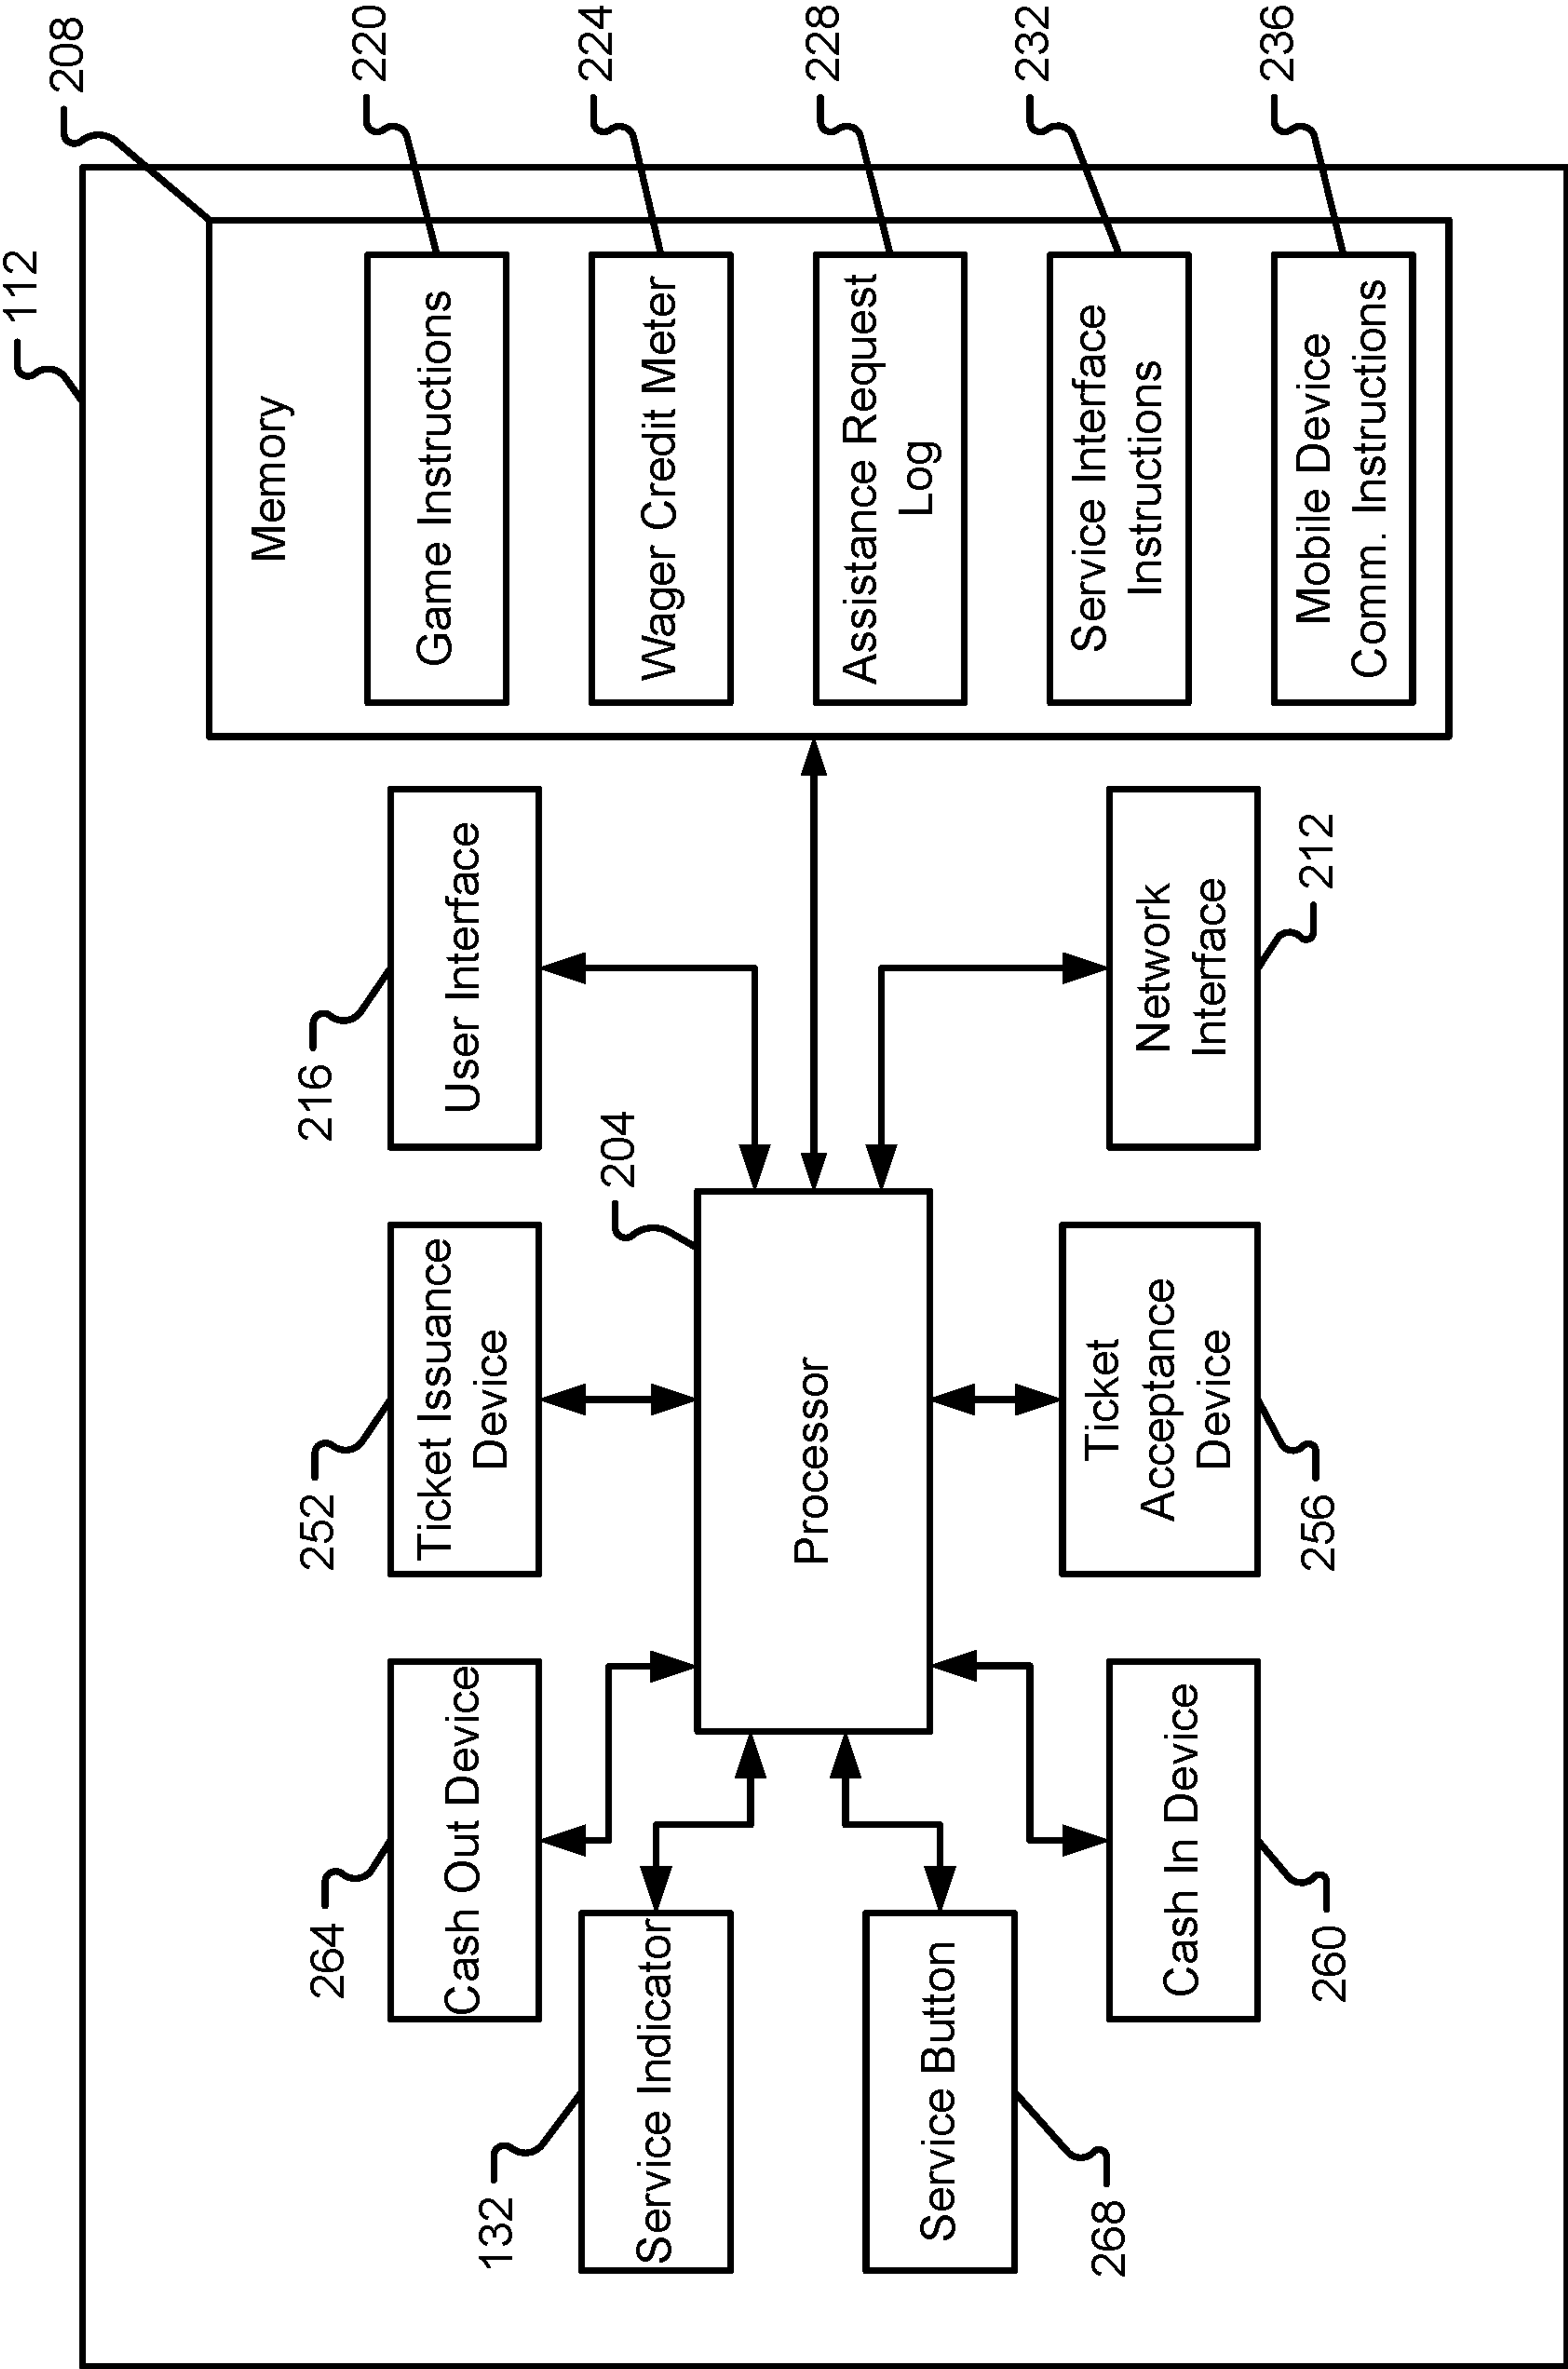 112
208
Memory
Game Instructions
220
Wager Credit Meter
224
Assistance Request
Log
228
Service Interface
Instructions
232
Mobile Device
Comm. Instructions
236
216
User Interface
252
Ticket Issuance
Device
264
Cash Out Device
204
Processor
132
Service Indicator
Service Button
268
Cash In Device
260
Ticket
Acceptance
Device
256
Network
Interface
212